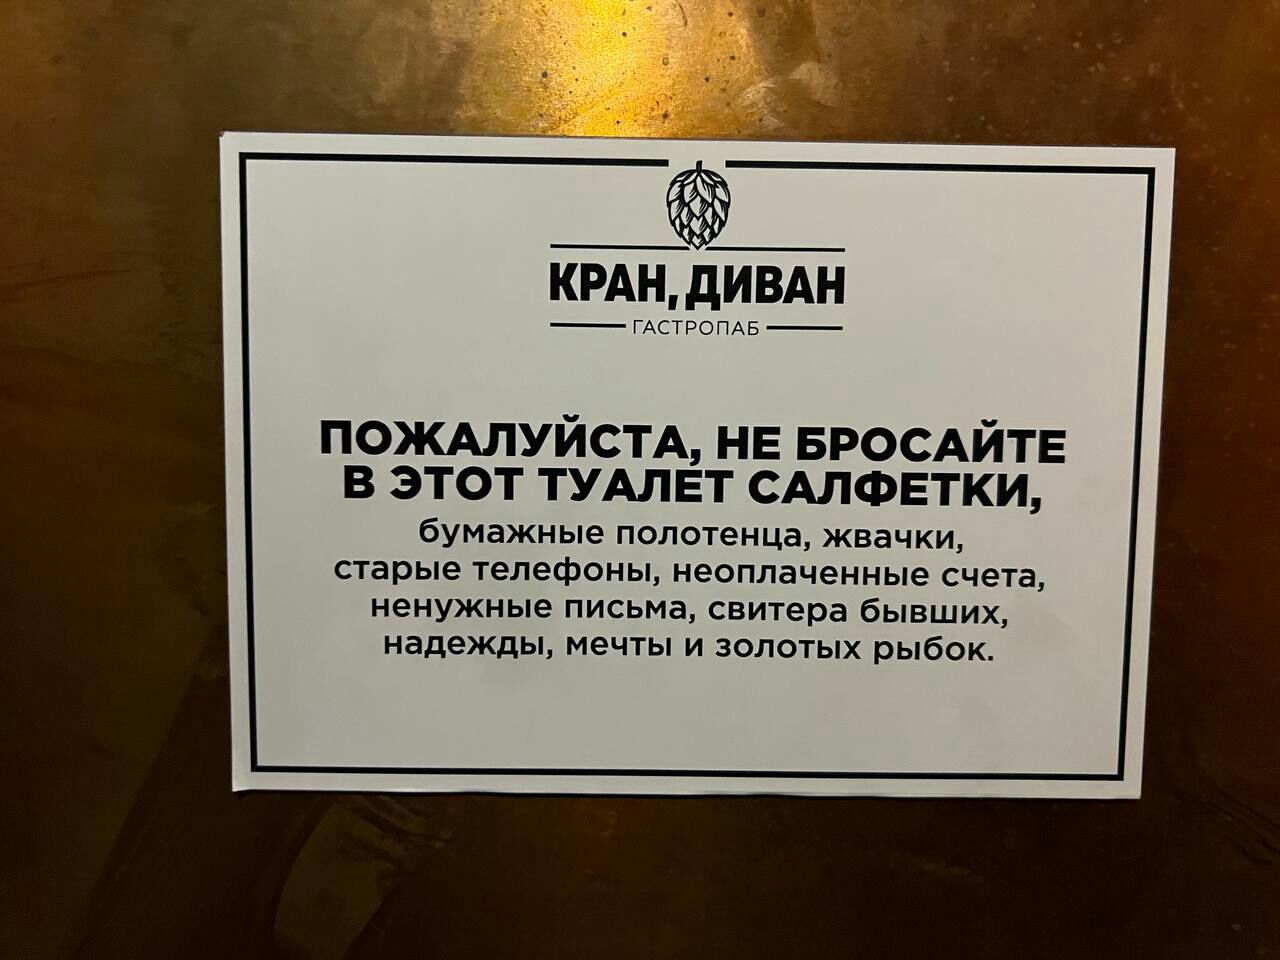 КРАН, ДИВАН
ГАСТРОПАБ
ПОЖАЛУЙСТА, НЕ БРОСАЙТЕ
В ЭТОТ ТУАЛЕТ САЛФЕТКИ,
бумажные полотенца, жвачки,
старые телефоны, неоплаченные счета,
ненужные письма, свитера бывших,
надежды, мечты и золотых рыбок.